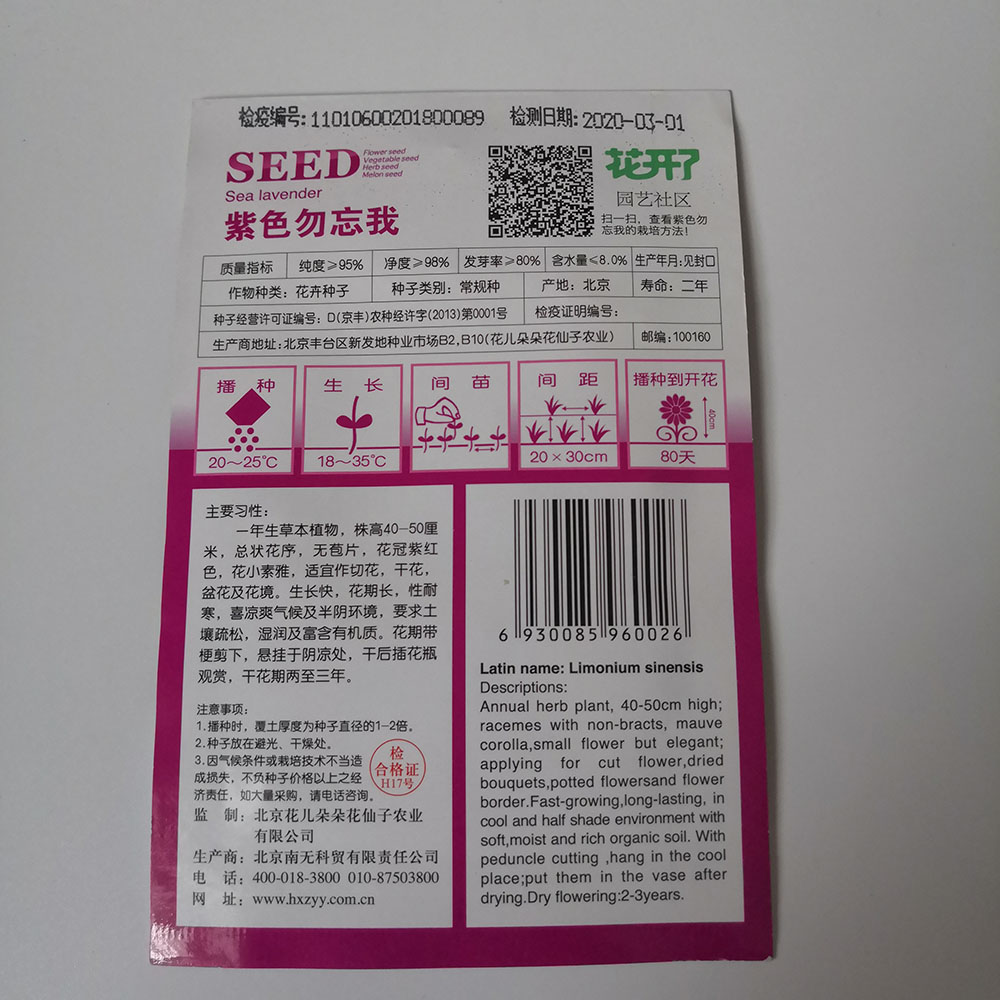 检疫编号:11010600201800089 检测日期:2020-03-01
SEED
Flower seed
Vegetable seed
Herb seed
Melon seed
Sea lavender
紫色勿忘我
花开了
园艺社区
扫一扫，查看紫色勿
忘我的栽培方法！
质量指标 纯度≥95% 净度≥98% 发芽率≥80% 含水量≤8.0% 生产年月:见封口
作物种类：花卉种子 种子类别：常规种 产地：北京 寿命：二年
种子经营许可证编号：D(京丰)农种经许字(2013)第0001号 检疫证明编号：
生产商地址:北京丰台区新发地种业市场B2,B10(花儿朵朵花仙子农业) 邮编:100160
播种 生长 间苗 间距 播种到开花
40cm
20～25℃ 18～35℃ 20×30cm 80天
主要习性：
一年生草本植物，株高40-50厘
米，总状花序，无苞片，花冠紫红
色，花小素雅，适宜作切花，干花，
盆花及花境。生长快，花期长，性耐
寒，喜凉爽气候及半阴环境，要求土
壤疏松，湿润及富含有机质。花期带
梗剪下，悬挂于阴凉处，干后插花瓶
观赏，干花期两至三年。
注意事项：
1.播种时，覆土厚度为种子直径的1-2倍。
2.种子放在避光、干燥处。
3.因气候条件或栽培技术不当造
成损失，不负种子价格以上之经
济责任，如大量采购，请电话咨询。
检
合格证
H17号
监 制：北京花儿朵朵花仙子农业
有限公司
生产商：北京南无科贸有限责任公司
电 话：400-018-3800 010-87503800
网 址：www.hxzyy.com.cn
6 930085 960026
Latin name: Limonium sinensis
Descriptions:
Annual herb plant, 40-50cm high;
racemes with non-bracts, mauve
corolla,small flower but elegant;
applying for cut flower,dried
bouquets,potted flowersand flower
border.Fast-growing,long-lasting, in
cool and half shade environment with
soft,moist and rich organic soil. With
peduncle cutting ,hang in the cool
place;put them in the vase after
drying.Dry flowering:2-3years.